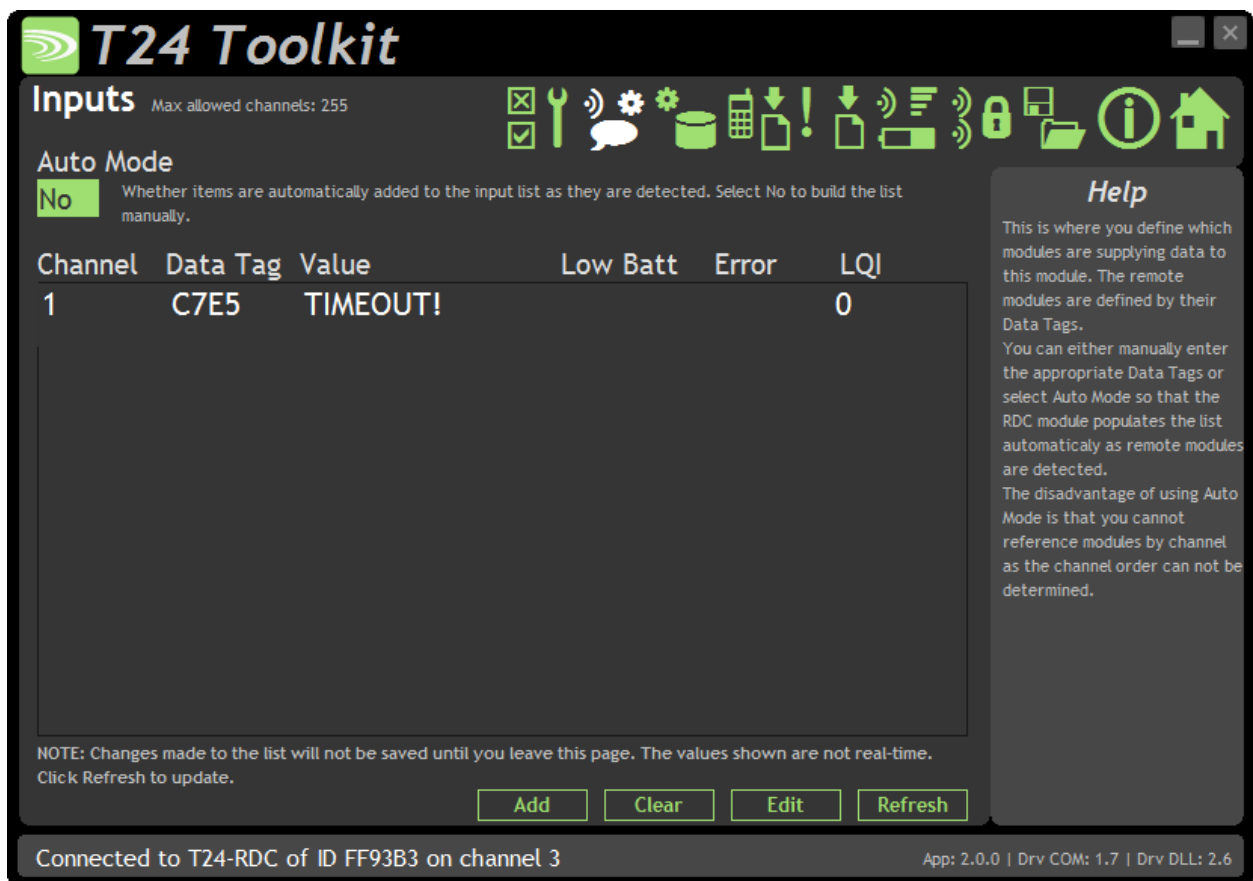 T24 Toolkit
Inputs Max allowed channels: 255
Auto Mode
No
Whether items are automatically added to the input list as they are detected. Select No to build the list
manually.
Channel Data Tag Value Low Batt Error LQI
1 C7E5 TIMEOUT! 0
NOTE: Changes made to the list will not be saved until you leave this page. The values shown are not real-time.
Click Refresh to update.
Add Clear Edit Refresh
Help
This is where you define which
modules are supplying data to
this module. The remote
modules are defined by their
Data Tags.
You can either manually enter
the appropriate Data Tags or
select Auto Mode so that the
RDC module populates the list
automaticaly as remote modules
are detected.
The disadvantage of using Auto
Mode is that you cannot
reference modules by channel
as the channel order can not be
determined.
Connected to T24-RDC of ID FF93B3 on channel 3
App: 2.0.0 | Drv COM: 1.7 | Drv DLL: 2.6